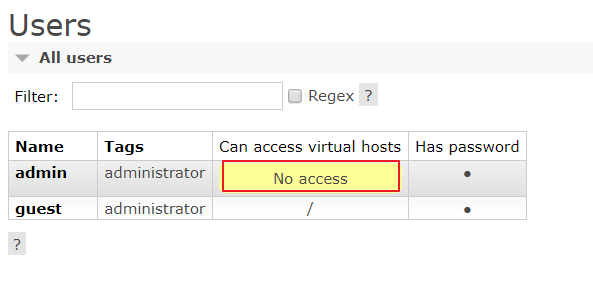 Users
All users
Filter: Regex ?
Name Tags Can access virtual hosts Has password
admin administrator No access ●
guest administrator / ●
?